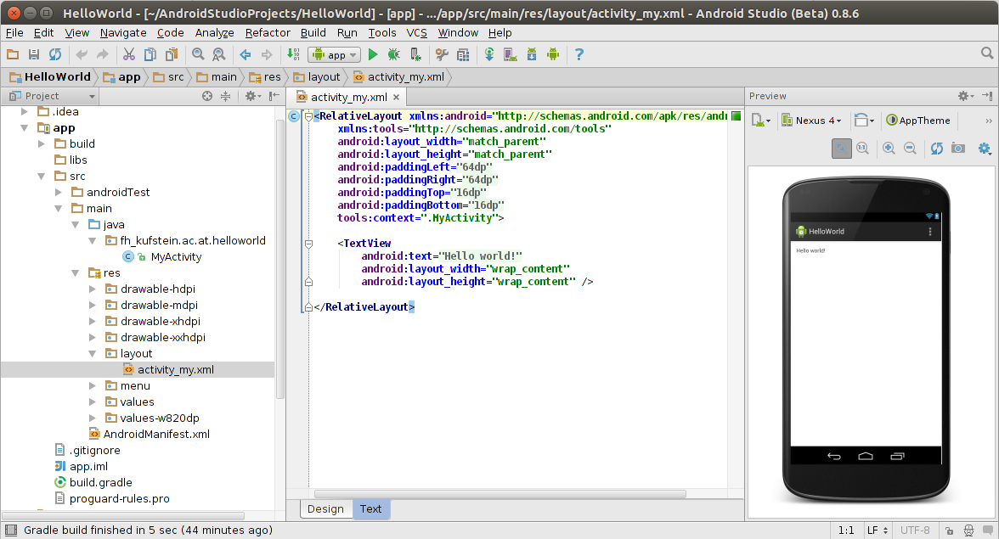 HelloWorld - [~/AndroidStudioProjects/HelloWorld] - [app] - .../app/src/main/res/layout/activity_my.xml - Android Studio (Beta) 0.8.6
File Edit View Navigate Code Analyze Refactor Build Run Tools VCS Window Help
app
HelloWorld app src main res layout activity_my.xml
Project
.idea
app
build
libs
src
androidTest
main
java
fh_kufstein.ac.at.helloworld
MyActivity
res
drawable-hdpi
drawable-mdpi
drawable-xhdpi
drawable-xxhdpi
layout
activity_my.xml
menu
values
values-w820dp
AndroidManifest.xml
.gitignore
app.iml
build.gradle
proguard-rules.pro
activity_my.xml
<RelativeLayout xmlns:android="http://schemas.android.com/apk/res/andr
xmlns:tools="http://schemas.android.com/tools"
android:layout_width="match_parent"
android:layout_height="match_parent"
android:paddingLeft="64dp"
android:paddingRight="64dp"
android:paddingTop="16dp"
android:paddingBottom="16dp"
tools:context=".MyActivity">
<TextView
android:text="Hello world!"
android:layout_width="wrap_content"
android:layout_height="wrap_content" />
</RelativeLayout>
Design Text
Preview
Nexus 4 AppTheme
1:1
HelloWorld
Hello world!
Gradle build finished in 5 sec (44 minutes ago)
1:1 LF UTF-8